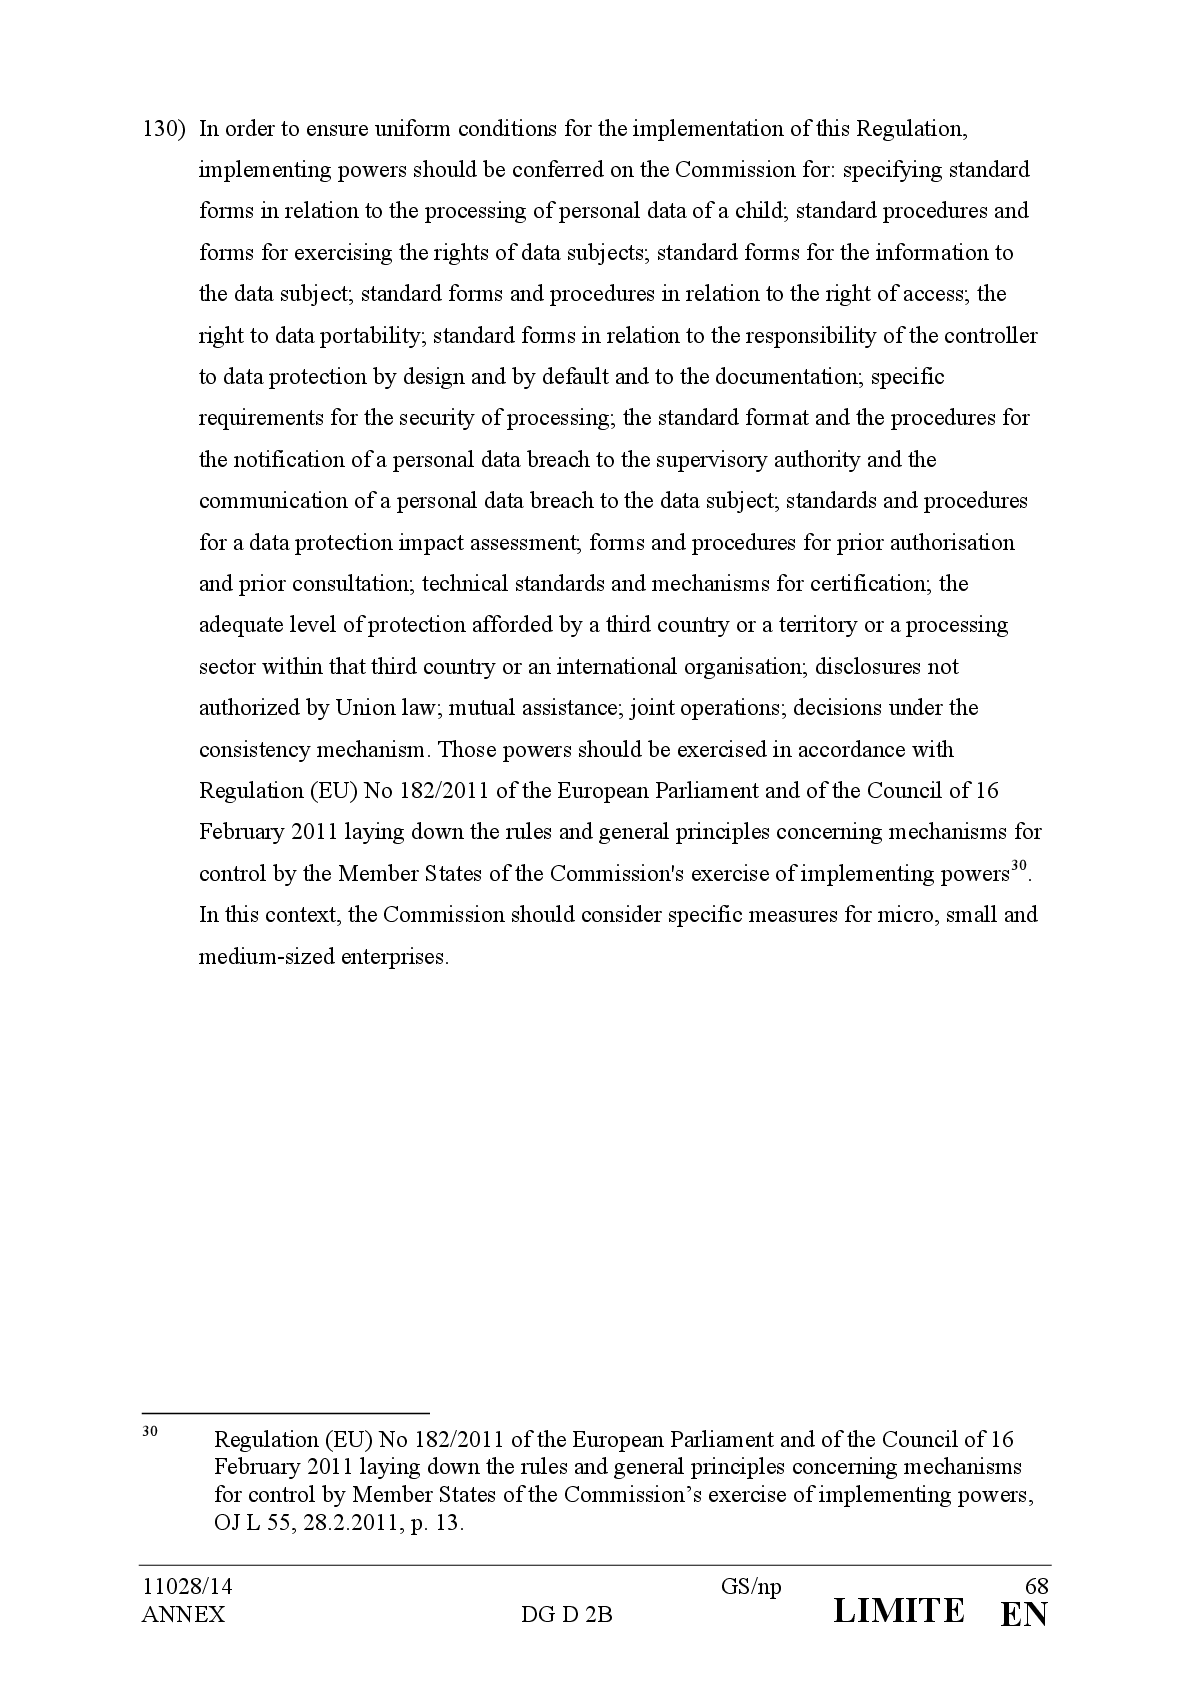 130) In order to ensure uniform conditions for the implementation of this Regulation,
implementing powers should be conferred on the Commission for: specifying standard
forms in relation to the processing of personal data of a child; standard procedures and
forms for exercising the rights of data subjects; standard forms for the information to
the data subject; standard forms and procedures in relation to the right of access; the
right to data portability; standard forms in relation to the responsibility of the controller
to data protection by design and by default and to the documentation; specific
requirements for the security of processing; the standard format and the procedures for
the notification of a personal data breach to the supervisory authority and the
communication of a personal data breach to the data subject; standards and procedures
for a data protection impact assessment; forms and procedures for prior authorisation
and prior consultation; technical standards and mechanisms for certification; the
adequate level of protection afforded by a third country or a territory or a processing
sector within that third country or an international organisation; disclosures not
authorized by Union law; mutual assistance; joint operations; decisions under the
consistency mechanism. Those powers should be exercised in accordance with
Regulation (EU) No 182/2011 of the European Parliament and of the Council of 16
February 2011 laying down the rules and general principles concerning mechanisms for
control by the Member States of the Commission's exercise of implementing powers30.
In this context, the Commission should consider specific measures for micro, small and
medium-sized enterprises.
30 Regulation (EU) No 182/2011 of the European Parliament and of the Council of 16
February 2011 laying down the rules and general principles concerning mechanisms
for control by Member States of the Commission’s exercise of implementing powers,
OJ L 55, 28.2.2011, p. 13.
11028/14 GS/np 68
ANNEX DG D 2B LIMITE EN